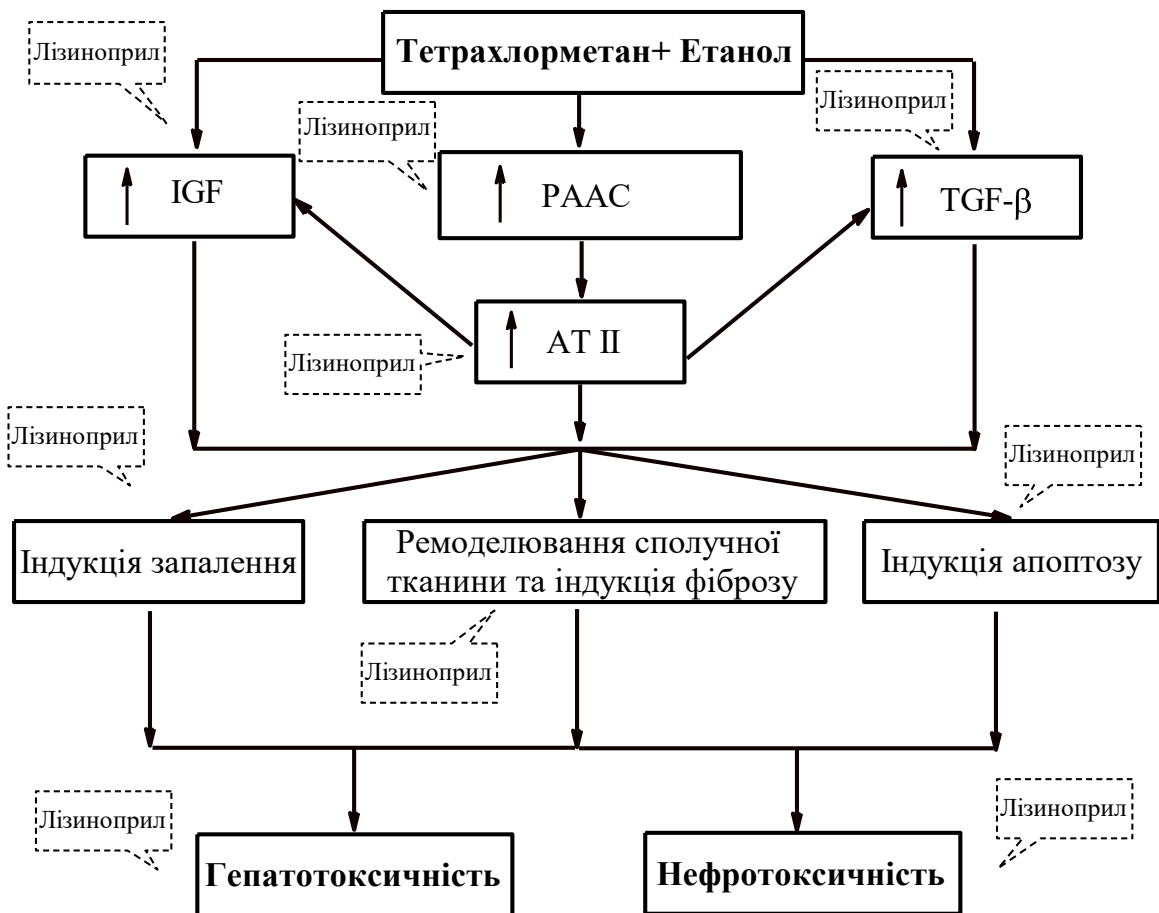 Тетрахлорметан+ Етанол
Лізиноприл
Лізиноприл
Лізиноприл
IGF
РААС
TGF-β
АТ II
Лізиноприл
Лізиноприл
Лізиноприл
Індукція запалення
Ремоделювання сполучної
тканини та індукція фіброзу
Індукція апоптозу
Лізиноприл
Лізиноприл
Лізиноприл
Гепатотоксичність
Нефротоксичність